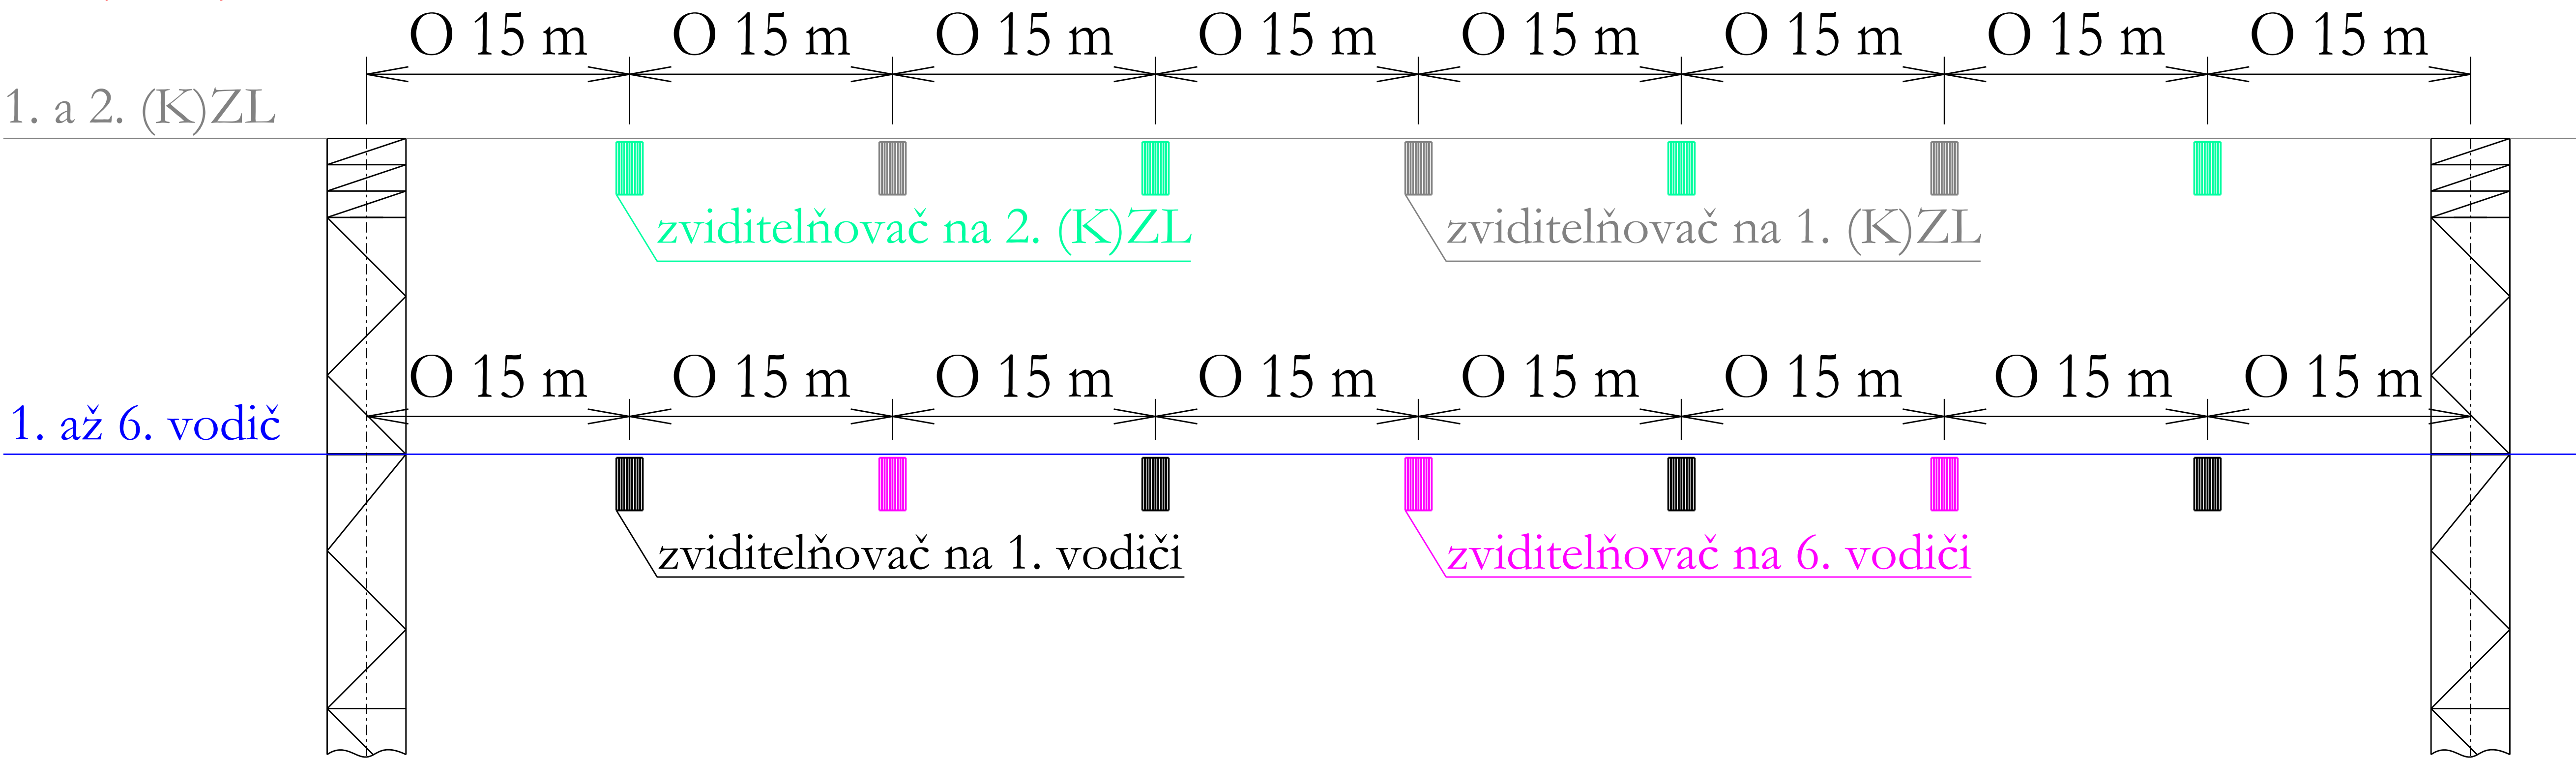 O 15 m O 15 m O 15 m O 15 m O 15 m O 15 m O 15 m O 15 m
1. a 2. (K)ZL
zviditelňovač na 2. (K)ZL zviditelňovač na 1. (K)ZL
O 15 m O 15 m O 15 m O 15 m O 15 m O 15 m O 15 m O 15 m
1. až 6. vodič
zviditelňovač na 1. vodiči zviditelňovač na 6. vodiči